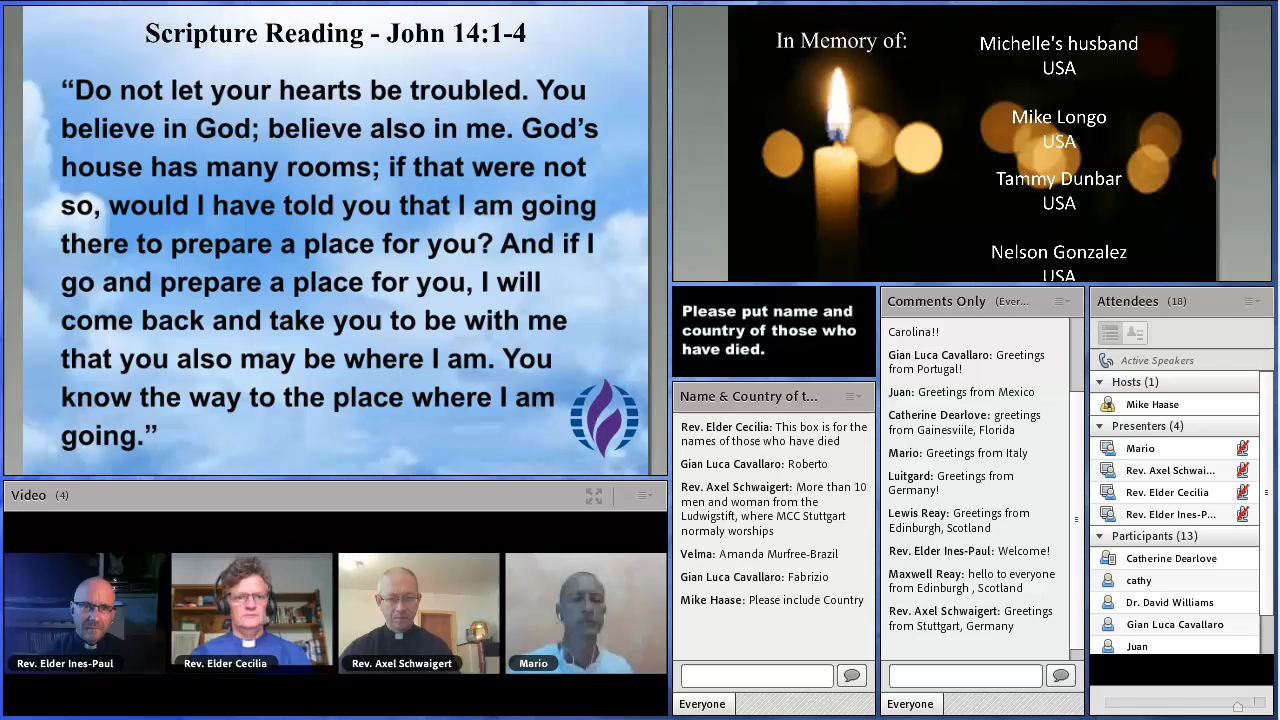 Scripture Reading - John 14:1-4
“Do not let your hearts be troubled. You
believe in God; believe also in me. God’s
house has many rooms; if that were not
so, would I have told you that I am going
there to prepare a place for you? And if I
go and prepare a place for you, I will
come back and take you to be with me
that you also may be where I am. You
know the way to the place where I am
going.”
In Memory of:
Michelle's husband
USA
Mike Longo
USA
Tammy Dunbar
USA
Nelson Gonzalez
USA
Video (4)
Rev. Elder Ines-Paul
Rev. Elder Cecilia
Rev. Axel Schwaigert
Mario
Please put name and
country of those who
have died.
Name & Country of t...
Rev. Elder Cecilia: This box is for the
names of those who have died
Gian Luca Cavallaro: Roberto
Rev. Axel Schwaigert: More than 10
men and woman from the
Ludwigstift, where MCC Stuttgart
normaly worships
Velma: Amanda Murfree-Brazil
Gian Luca Cavallaro: Fabrizio
Mike Haase: Please include Country
Everyone
Comments Only (Ever...
Carolina!!
Gian Luca Cavallaro: Greetings
from Portugal!
Juan: Greetings from Mexico
Catherine Dearlove: greetings
from Gainesviile, Florida
Mario: Greetings from Italy
Luitgard: Greetings from
Germany!
Lewis Reay: Greetings from
Edinburgh, Scotland
Rev. Elder Ines-Paul: Welcome!
Maxwell Reay: hello to everyone
from Edinburgh , Scotland
Rev. Axel Schwaigert: Greetings
from Stuttgart, Germany
Everyone
Attendees (18)
Active Speakers
Hosts (1)
Mike Haase
Presenters (4)
Mario
Rev. Axel Schwai...
Rev. Elder Cecilia
Rev. Elder Ines-P...
Participants (13)
Catherine Dearlove
cathy
Dr. David Williams
Gian Luca Cavallaro
Juan